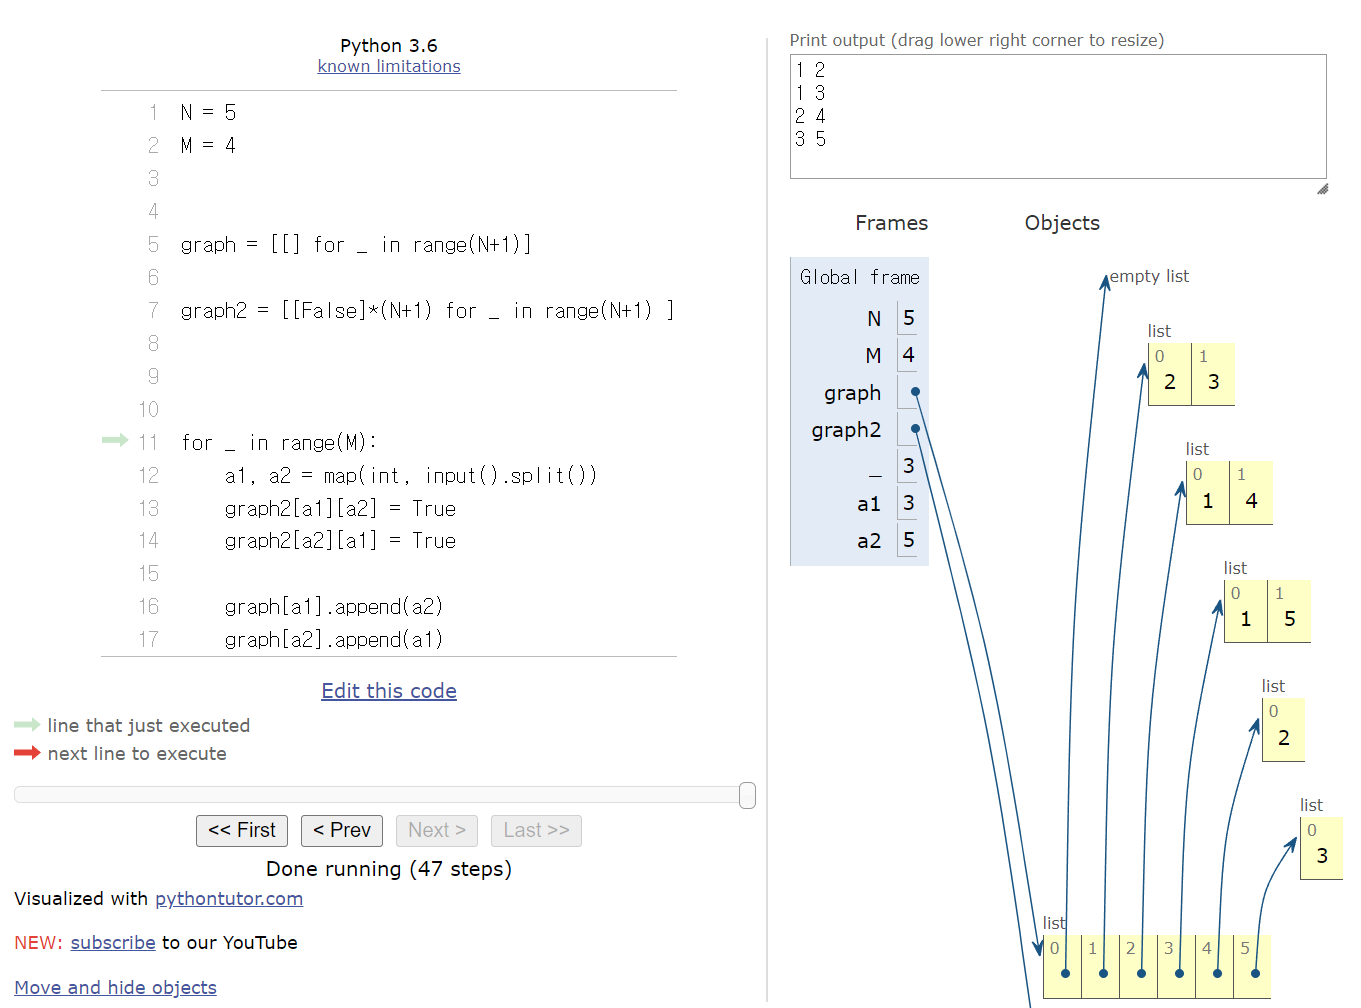 Python 3.6
known limitations
1 N = 5
2 M = 4
3
4
5 graph = [[] for _ in range(N+1)]
6
7 graph2 = [[False]*(N+1) for _ in range(N+1) ]
8
9
10
11 for _ in range(M):
12     a1, a2 = map(int, input().split())
13     graph2[a1][a2] = True
14     graph2[a2][a1] = True
15
16     graph[a1].append(a2)
17     graph[a2].append(a1)
Edit this code
line that just executed
next line to execute
<< First < Prev Next > Last >>
Done running (47 steps)
Visualized with pythontutor.com
NEW: subscribe to our YouTube
Move and hide objects
Print output (drag lower right corner to resize)
1 2
1 3
2 4
3 5
Frames Objects
Global frame
N 5
M 4
graph
graph2
_ 3
a1 3
a2 5
empty list
list
0 1
2 3
list
0 1
1 4
list
0 1
1 5
list
0
2
list
0
3
list
0 1 2 3 4 5